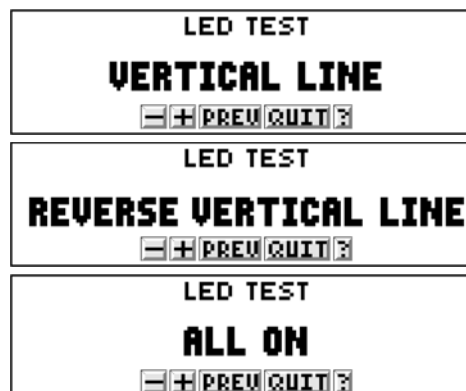 LED TEST
VERTICAL LINE
- + PREV QUIT ?
LED TEST
REVERSE VERTICAL LINE
- + PREV QUIT ?
LED TEST
ALL ON
- + PREV QUIT ?